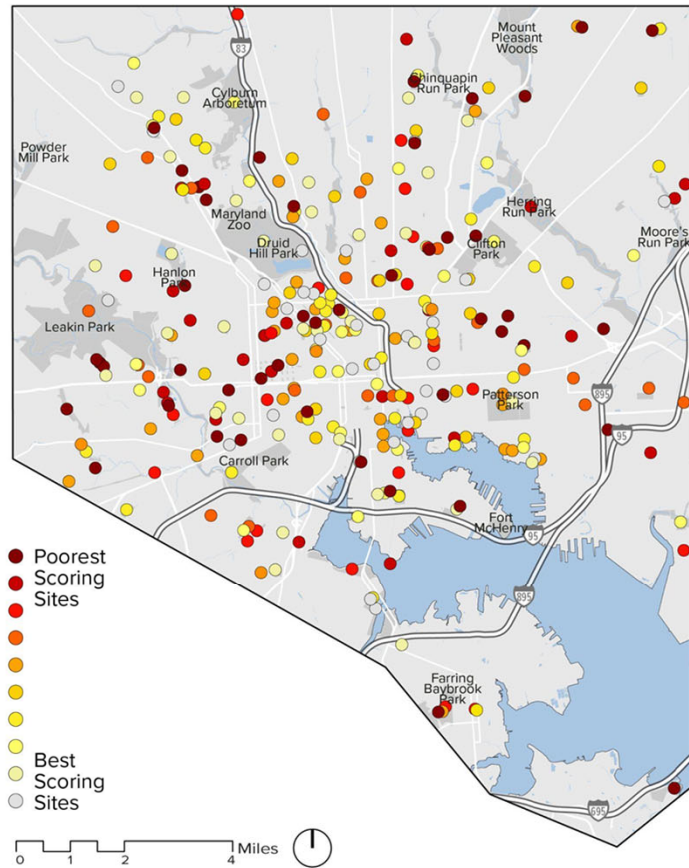 83
Mount
Pleasant
Woods
Chinquapin
Run Park
Cylburn
Arboretum
Powder
Mill Park
Herring
Run Park
Maryland
Zoo
Druid
Hill Park
Clifton
Park
Moore's
Run Park
Hanlon
Park
Leakin Park
895
Patterson
Park
95
Carroll Park
Fort
McHenry
95
895
Poorest
Scoring
Sites
Farring
Baybrook
Park
Best
Scoring
Sites
695
Miles
0 1 2 4